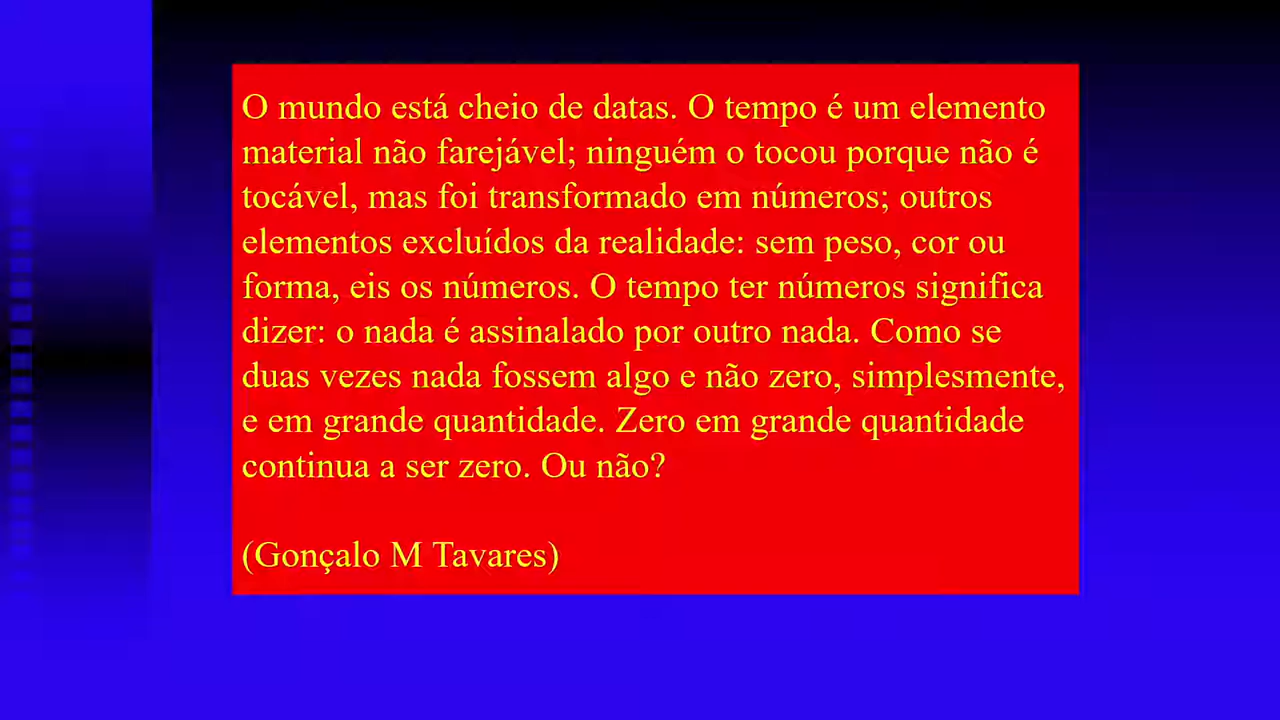 O mundo está cheio de datas. O tempo é um elemento
material não farejável; ninguém o tocou porque não é
tocável, mas foi transformado em números; outros
elementos excluídos da realidade: sem peso, cor ou
forma, eis os números. O tempo ter números significa
dizer: o nada é assinalado por outro nada. Como se
duas vezes nada fossem algo e não zero, simplesmente,
e em grande quantidade. Zero em grande quantidade
continua a ser zero. Ou não?
(Gonçalo M Tavares)